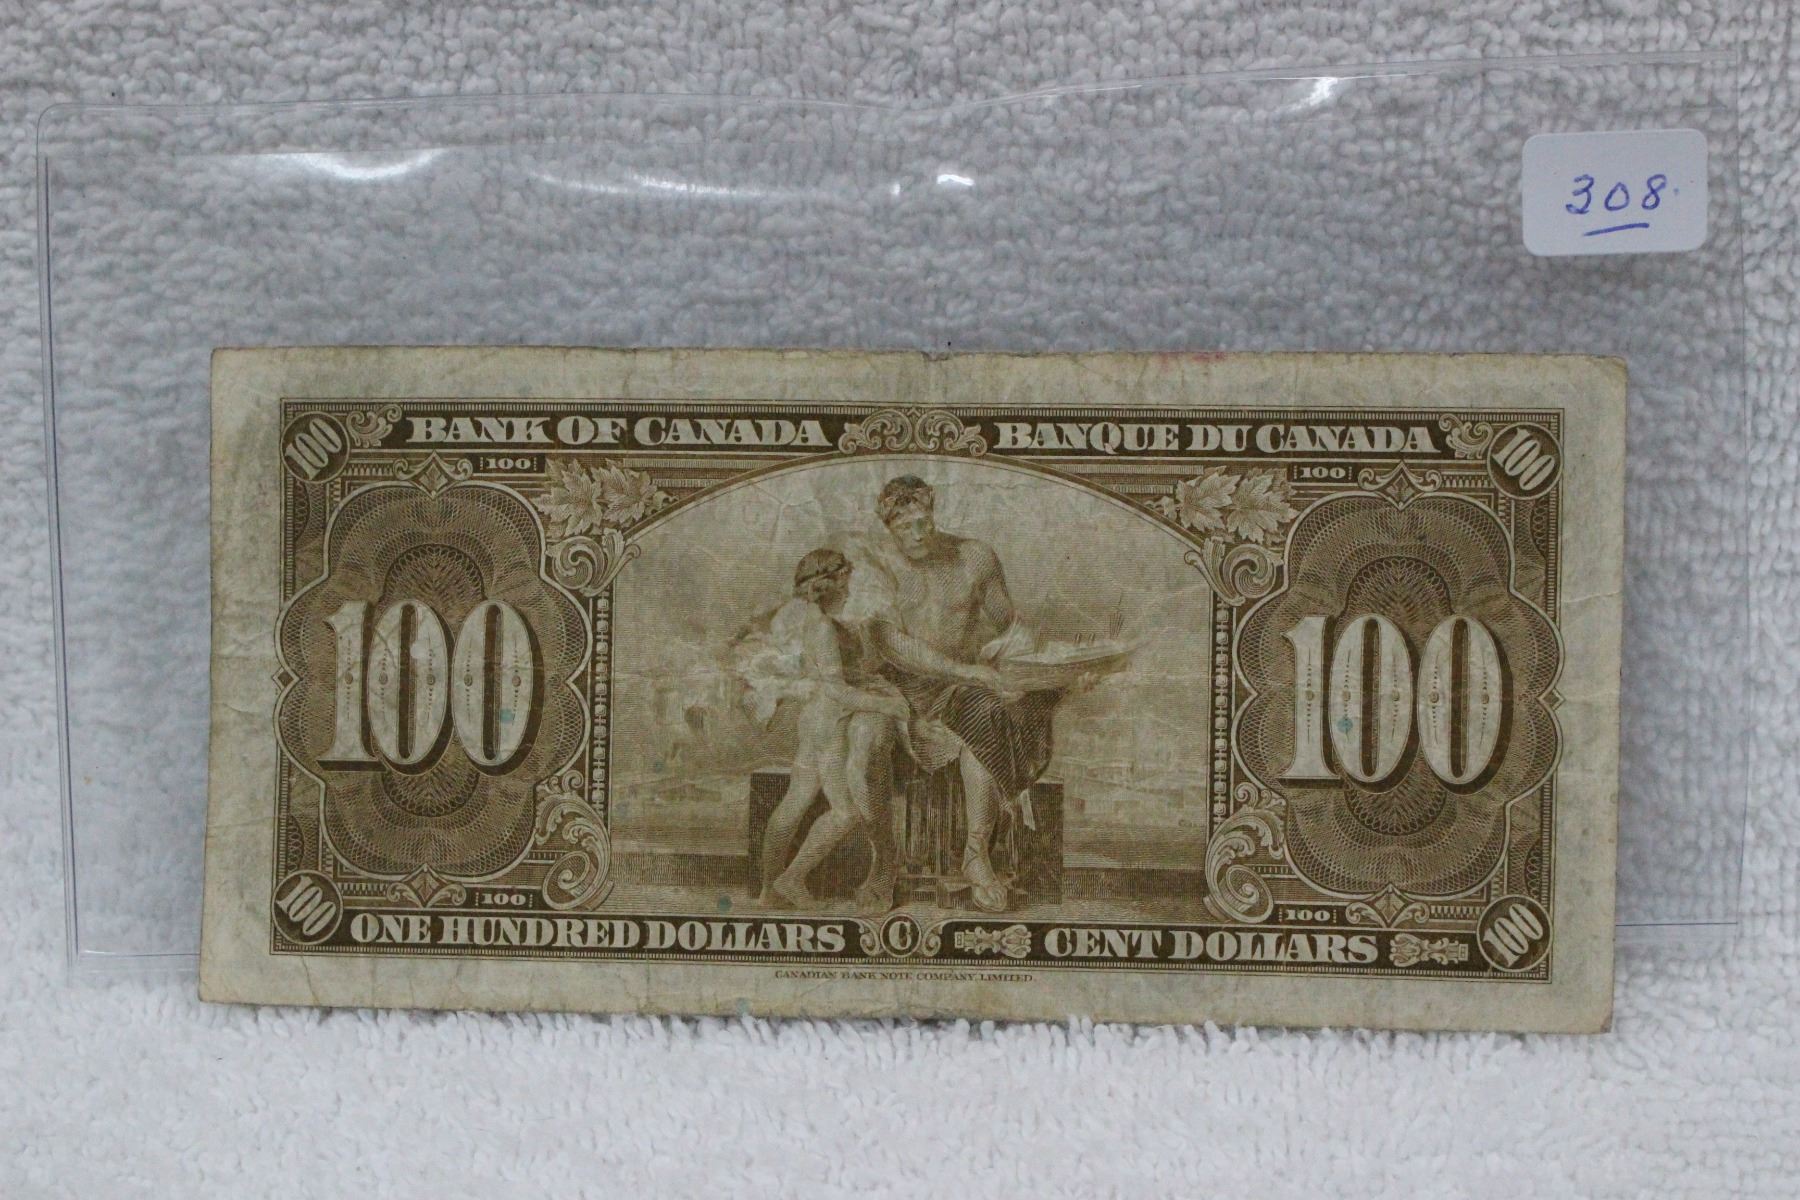 308
100 BANK OF CANADA BANQUE DU CANADA 100
100 100
100 100
100 100
100 ONE HUNDRED DOLLARS C CENT DOLLARS 100
CANADIAN BANK NOTE COMPANY, LIMITED.